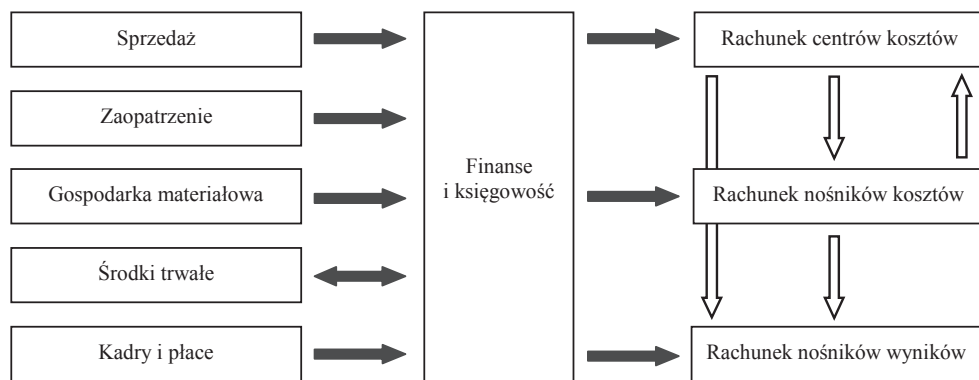 Sprzedaż
Zaopatrzenie
Gospodarka materiałowa
Środki trwałe
Kadry i płace
Finanse
i księgowość
Rachunek centrów kosztów
Rachunek nośników kosztów
Rachunek nośników wyników